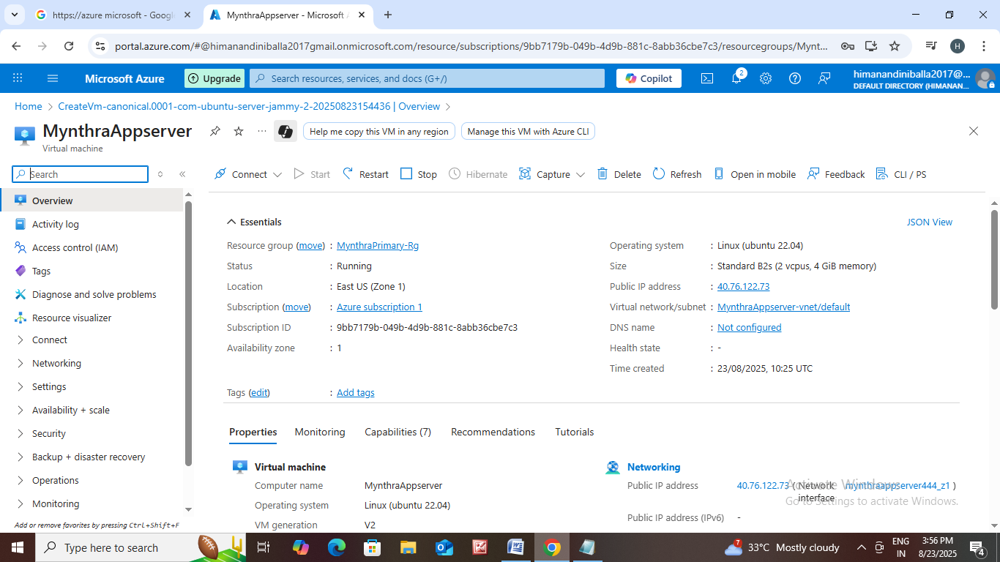 https://azure microsoft - Googl
MynthraAppserver - Microsoft A
portal.azure.com/#@himanandiniballa2017gmail.onmicrosoft.com/resource/subscriptions/9bb7179b-049b-4d9b-881c-8abb36cbe7c3/resourcegroups/Mynt...
H
Microsoft Azure
Upgrade
Search resources, services, and docs (G+/)
Copilot
2
himanandiniballa2017@...
DEFAULT DIRECTORY (HIMANAN...
Home > CreateVm-canonical.0001-com-ubuntu-server-jammy-2-20250823154436 | Overview >
MynthraAppserver
Virtual machine
...
Help me copy this VM in any region
Manage this VM with Azure CLI
Search
Connect
Start
Restart
Stop
Hibernate
Capture
Delete
Refresh
Open in mobile
Feedback
CLI / PS
Overview
Activity log
Access control (IAM)
Tags
Diagnose and solve problems
Resource visualizer
Connect
Networking
Settings
Availability + scale
Security
Backup + disaster recovery
Operations
Monitoring
Add or remove favorites by pressing Ctrl+Shift+F
Essentials
JSON View
Resource group (move) : MynthraPrimary-Rg
Status : Running
Location : East US (Zone 1)
Subscription (move) : Azure subscription 1
Subscription ID : 9bb7179b-049b-4d9b-881c-8abb36cbe7c3
Availability zone : 1
Operating system : Linux (ubuntu 22.04)
Size : Standard B2s (2 vcpus, 4 GiB memory)
Public IP address : 40.76.122.73
Virtual network/subnet : MynthraAppserver-vnet/default
DNS name : Not configured
Health state : -
Time created : 23/08/2025, 10:25 UTC
Tags (edit) : Add tags
Properties
Monitoring
Capabilities (7)
Recommendations
Tutorials
Virtual machine
Computer name MynthraAppserver
Operating system Linux (ubuntu 22.04)
VM generation V2
Networking
Public IP address 40.76.122.73 ( Network interface mynthraappserver444_z1 )
Public IP address (IPv6) -
Activate Windows
Go to Settings to activate Windows.
Type here to search
7
33°C Mostly cloudy
ENG
IN
3:56 PM
8/23/2025
4